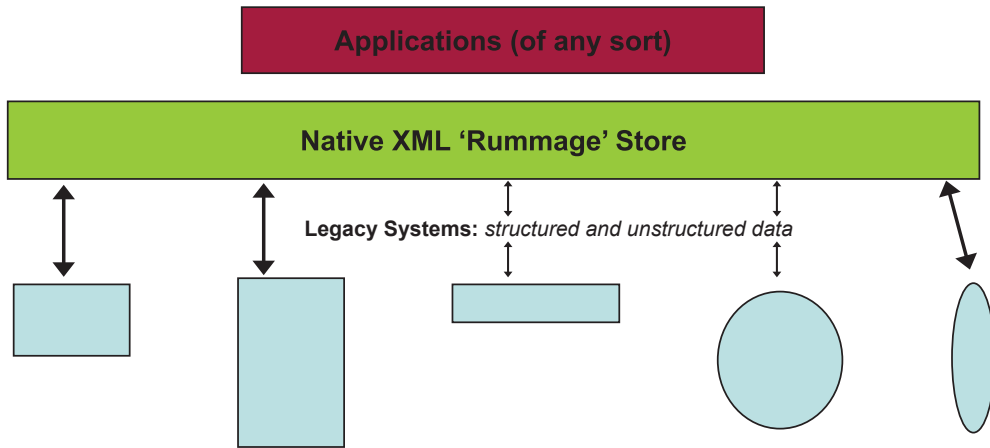 Applications (of any sort)
Native XML ‘Rummage’ Store
Legacy Systems: structured and unstructured data